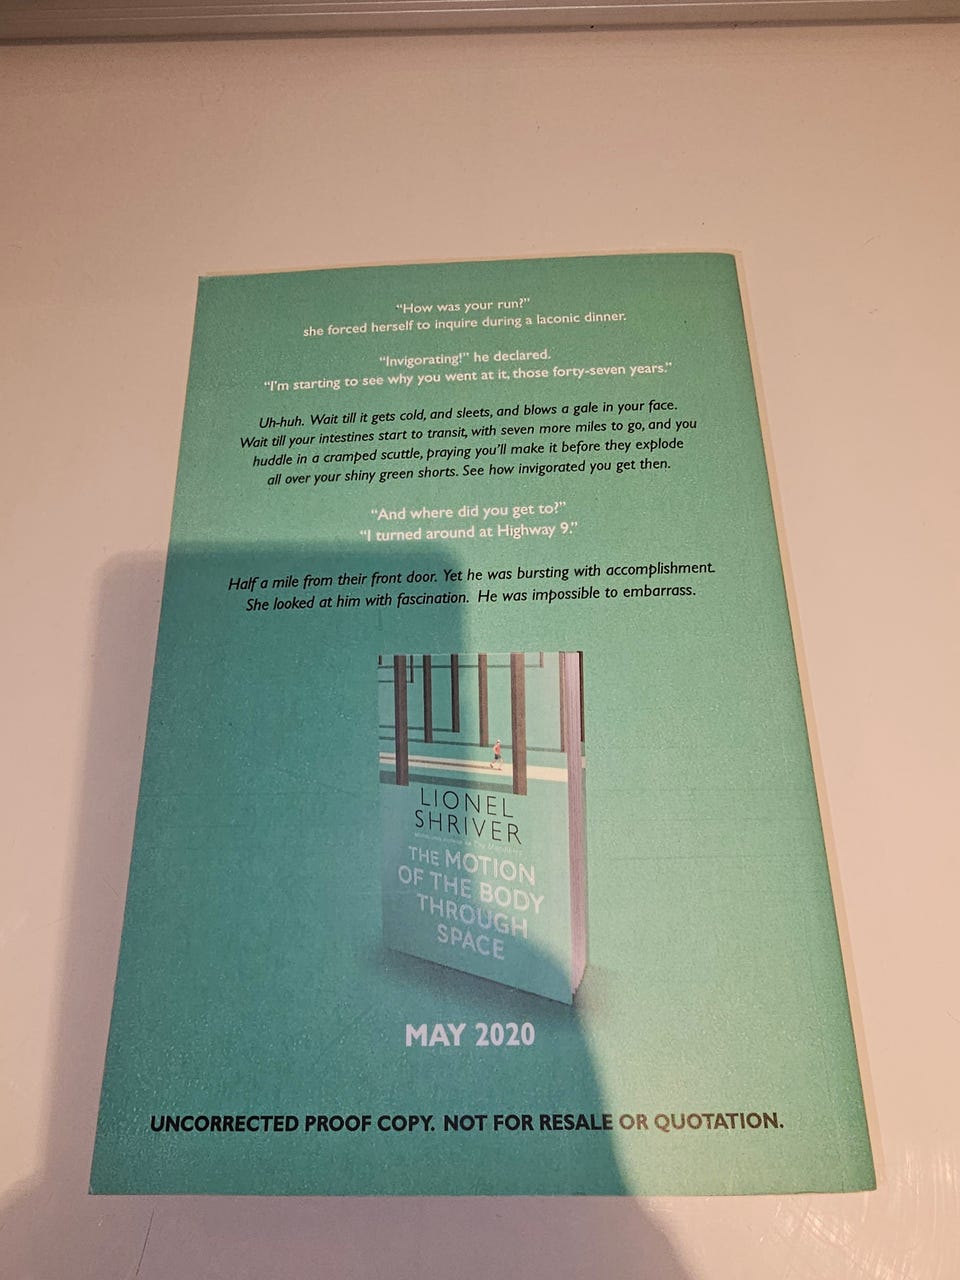 “How was your run?”
she forced herself to inquire during a laconic dinner.
“Invigorating!” he declared.
“I’m starting to see why you went at it, those forty-seven years.”
Uh-huh. Wait till it gets cold, and sleets, and blows a gale in your face.
Wait till your intestines start to transit, with seven more miles to go, and you
huddle in a cramped scuttle, praying you’ll make it before they explode
all over your shiny green shorts. See how invigorated you get then.
“And where did you get to?”
“I turned around at Highway 9.”
Half a mile from their front door. Yet he was bursting with accomplishment.
She looked at him with fascination. He was impossible to embarrass.
LIONEL
SHRIVER
THE MOTION
OF THE BODY
THROUGH
SPACE
MAY 2020
UNCORRECTED PROOF COPY. NOT FOR RESALE OR QUOTATION.